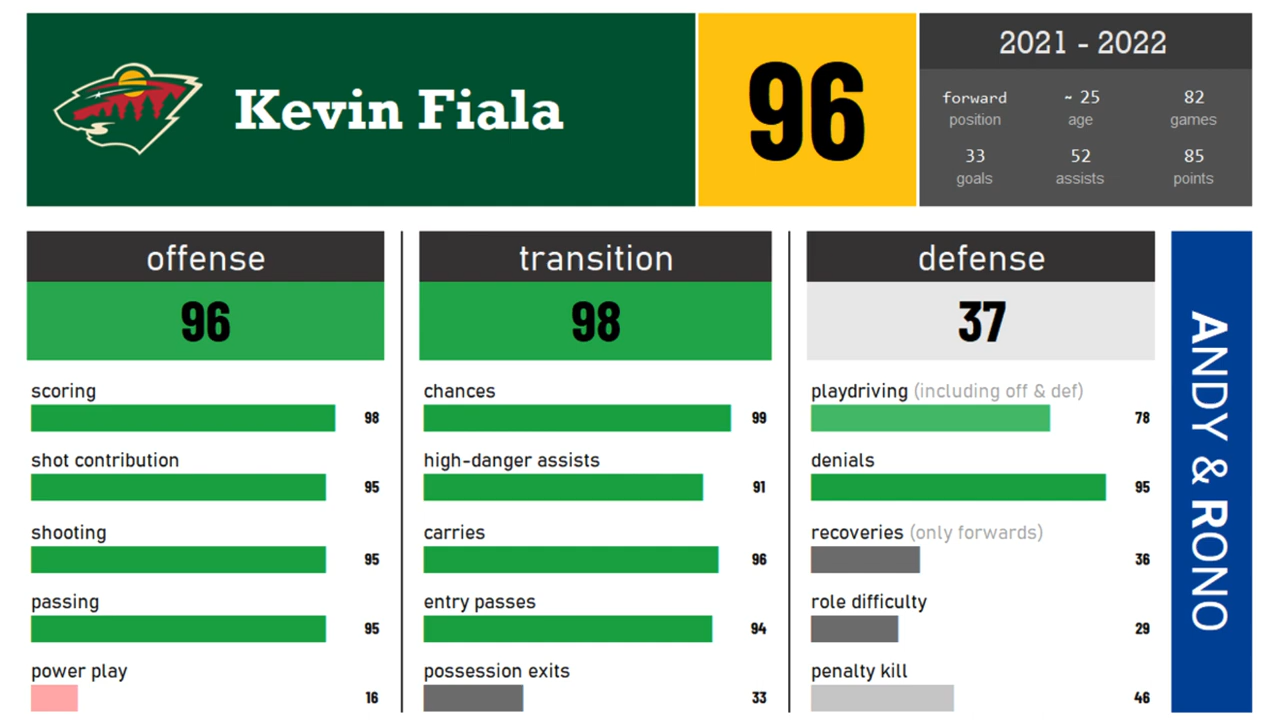 Kevin Fiala
96
2021 - 2022
forward ~ 25 82
position age games
33 52 85
goals assists points
offense
96
scoring 98
shot contribution 95
shooting 95
passing 95
power play 16
transition
98
chances 99
high-danger assists 91
carries 96
entry passes 94
possession exits 33
defense
37
playdriving (including off & def) 78
denials 95
recoveries (only forwards) 36
role difficulty 29
penalty kill 46
ANDY & RONO